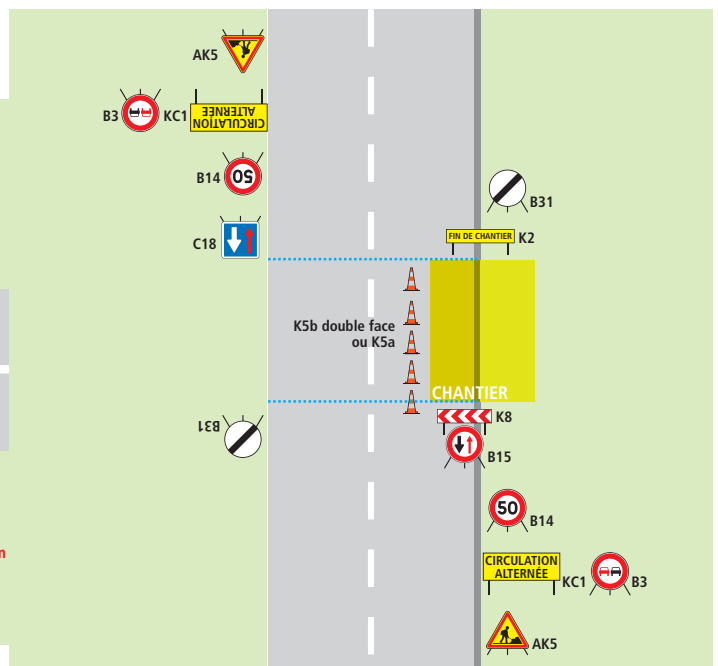 AK5
B3
KC1
CIRCULATION
ALTERNÉE
B14
50
B31
C18
FIN DE CHANTIER
K2
K5b double face
ou K5a
CHANTIER
K8
B31
B15
50
B14
n
CIRCULATION
ALTERNÉE
KC1
B3
AK5